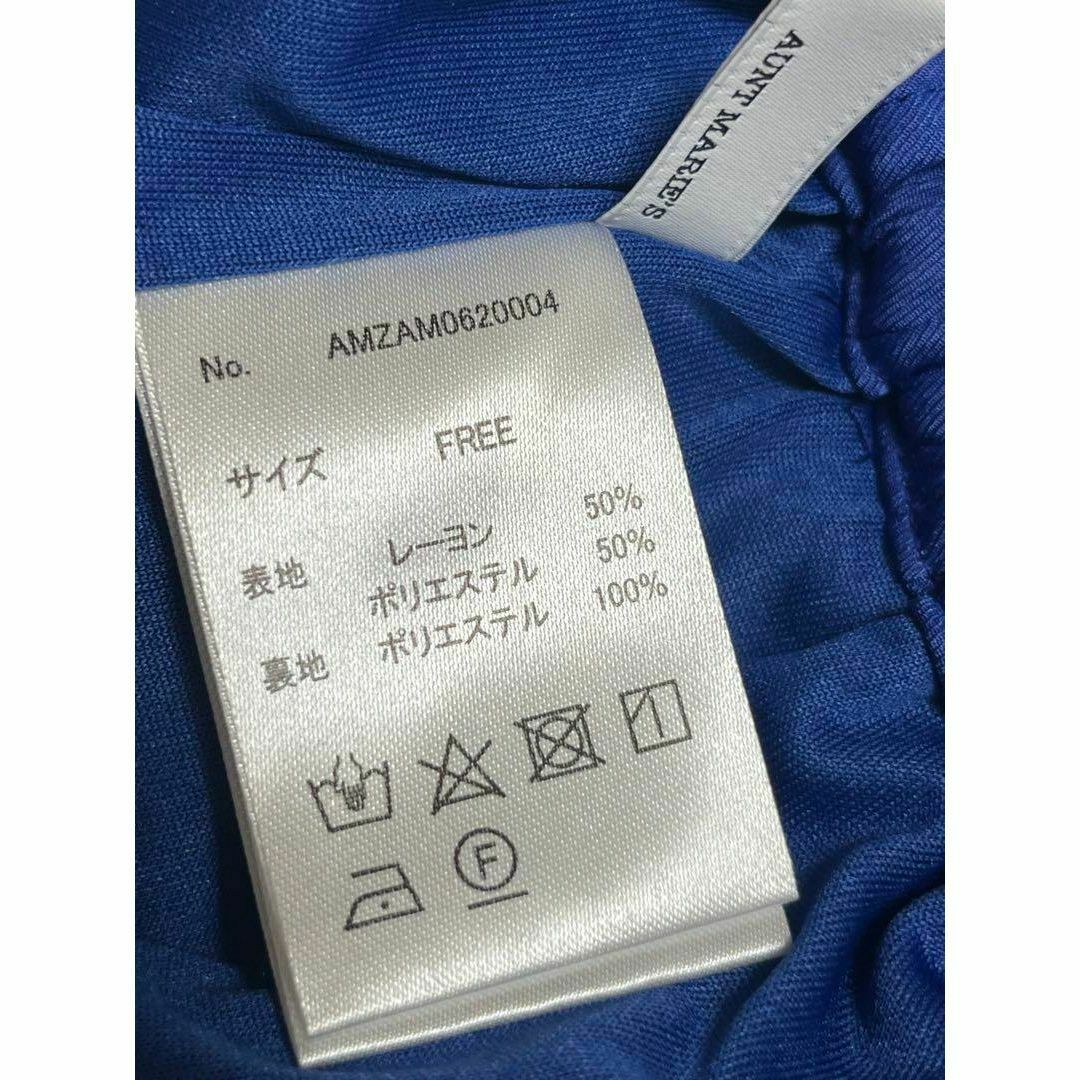 AUNT MARIE'S
No. AMZAM0620004
サイズ FREE
表地 レーヨン 50%
ポリエステル 50%
裏地 ポリエステル 100%
F